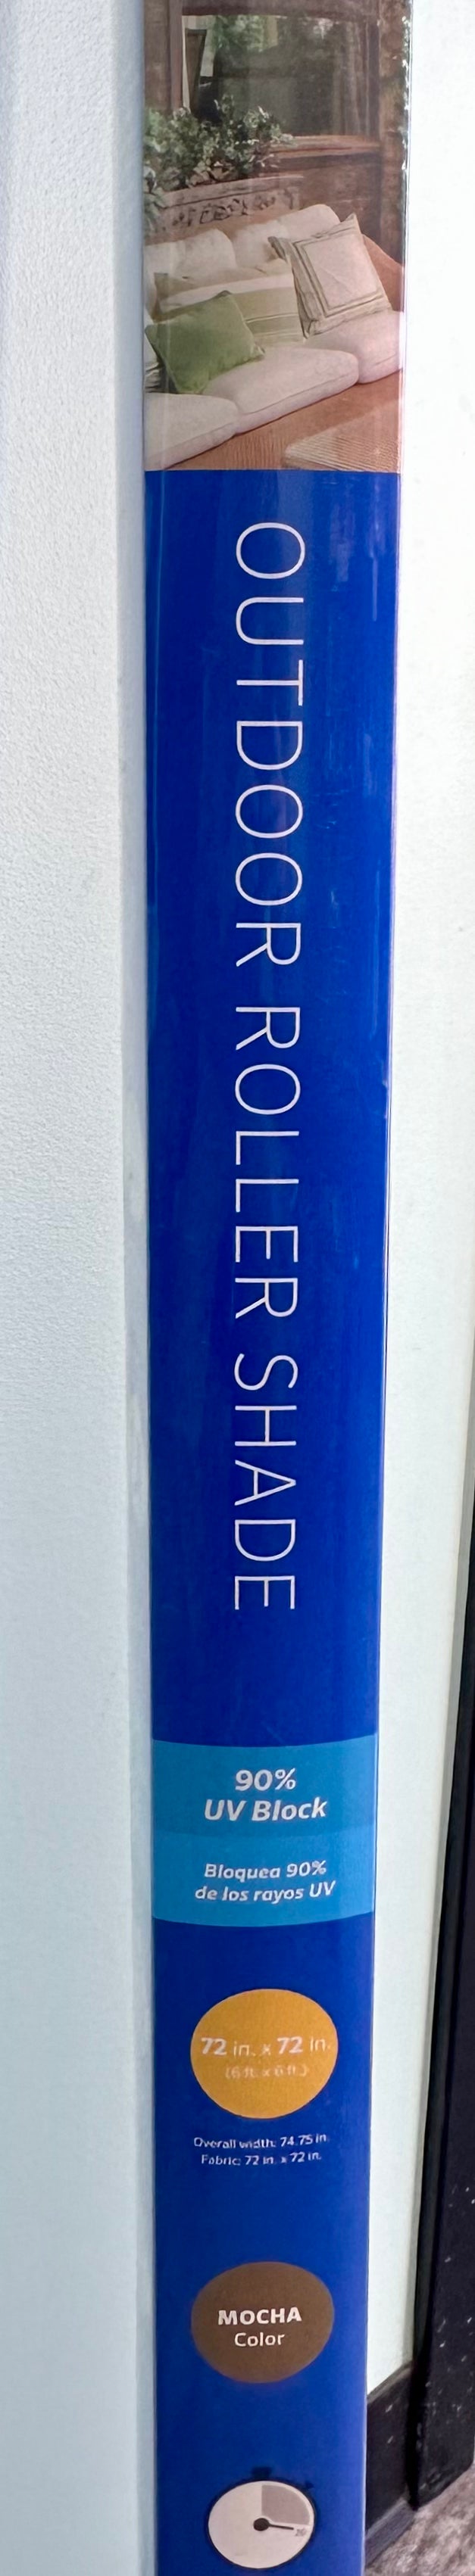 OUTDOOR ROLLER SHADE
90%
UV Block
Bloquea 90%
de los rayos UV
72 in. x 72 in.
(6 ft. x 6 ft.)
Overall width: 74.75 in.
Fabric: 72 in. x 72 in.
MOCHA
Color